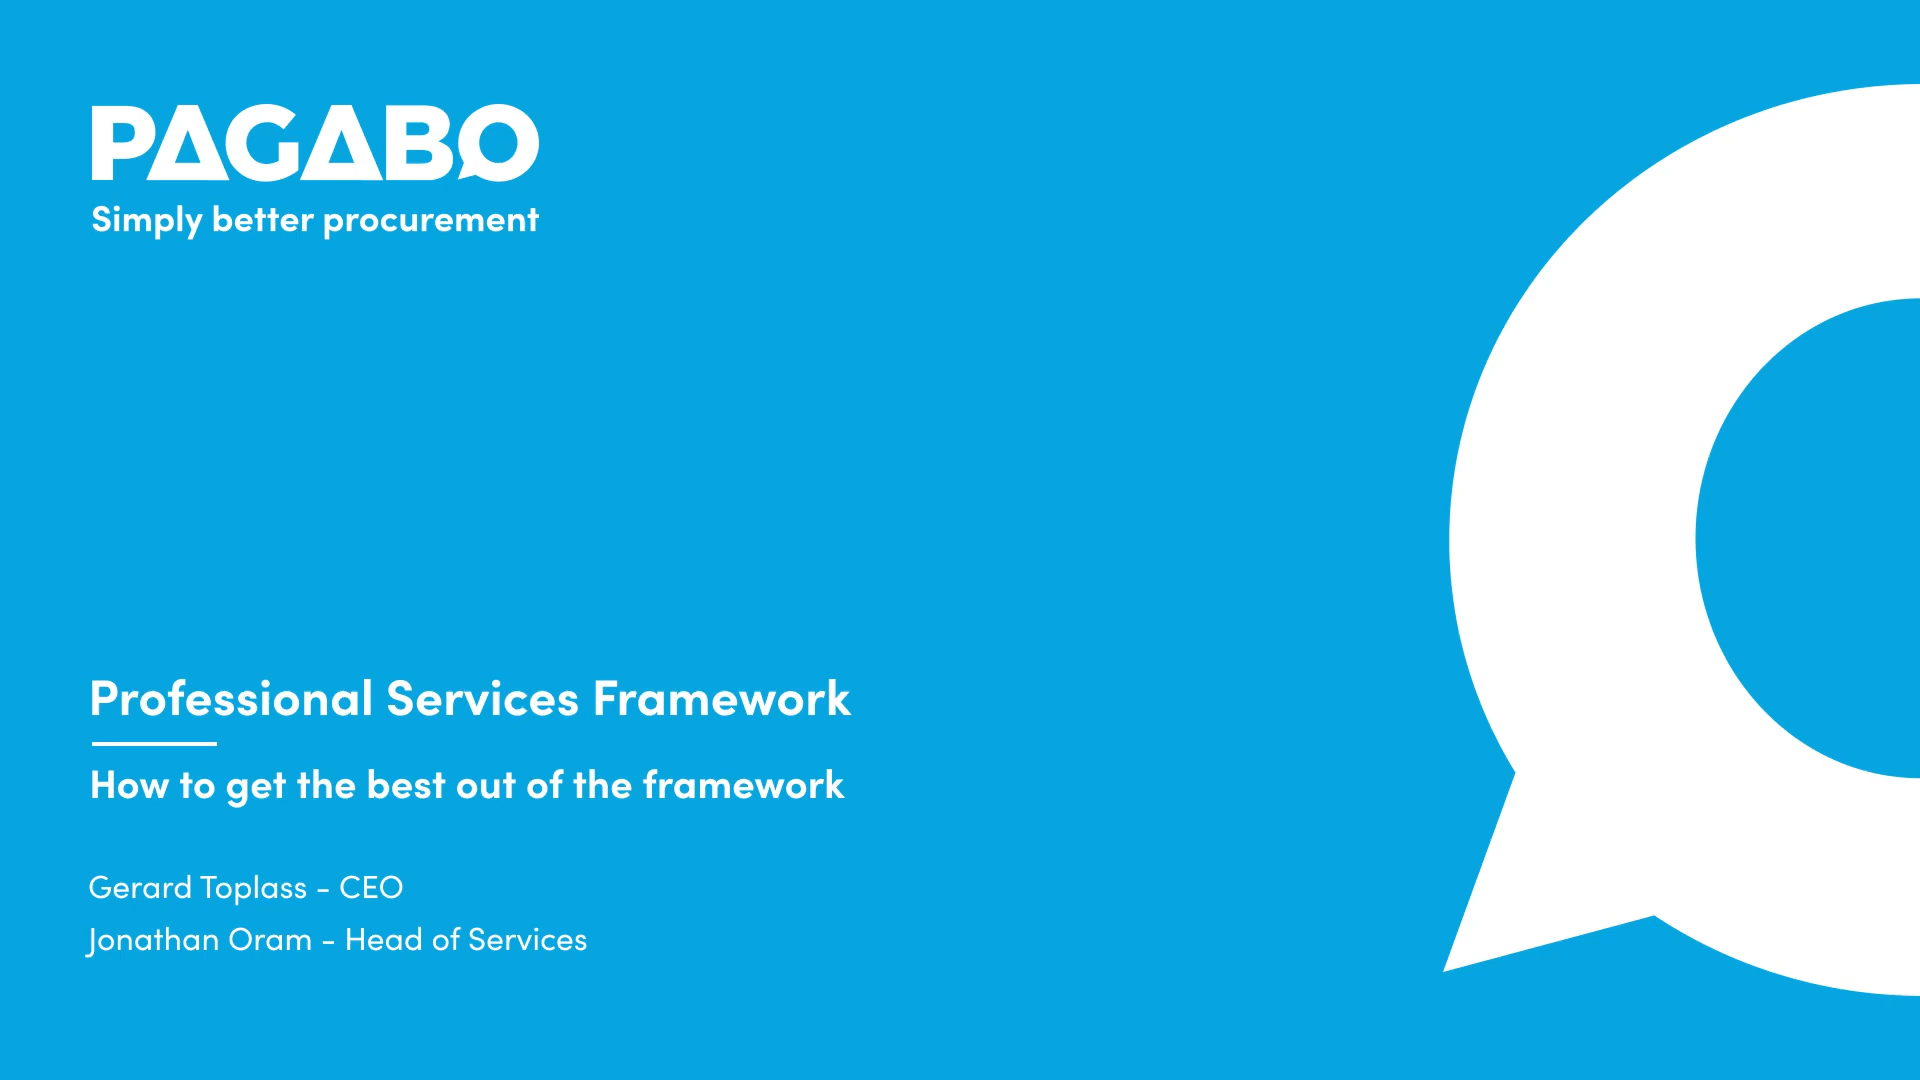 PAGABO
Simply better procurement
Professional Services Framework
How to get the best out of the framework
Gerard Toplass - CEO
Jonathan Oram - Head of Services